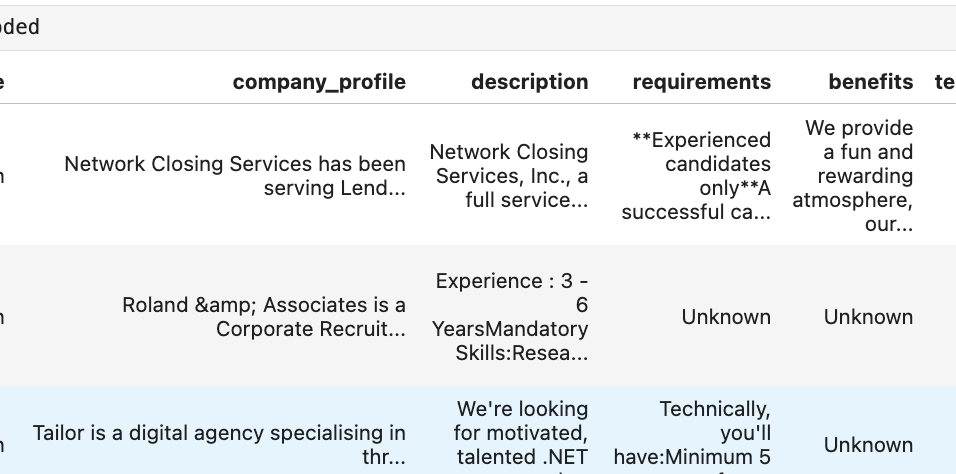 oded
e company_profile description requirements benefits te
n
Network Closing Services has been
serving Lend...
Network Closing
Services, Inc., a
full service...
**Experienced
candidates
only**A
successful ca...
We provide
a fun and
rewarding
atmosphere,
our...
n
Roland &amp; Associates is a
Corporate Recruit...
Experience : 3 -
6
YearsMandatory
Skills:Resea...
Unknown
Unknown
n
Tailor is a digital agency specialising in
thr...
We're looking
for motivated,
talented .NET
Technically,
you'll
have:Minimum 5
Unknown